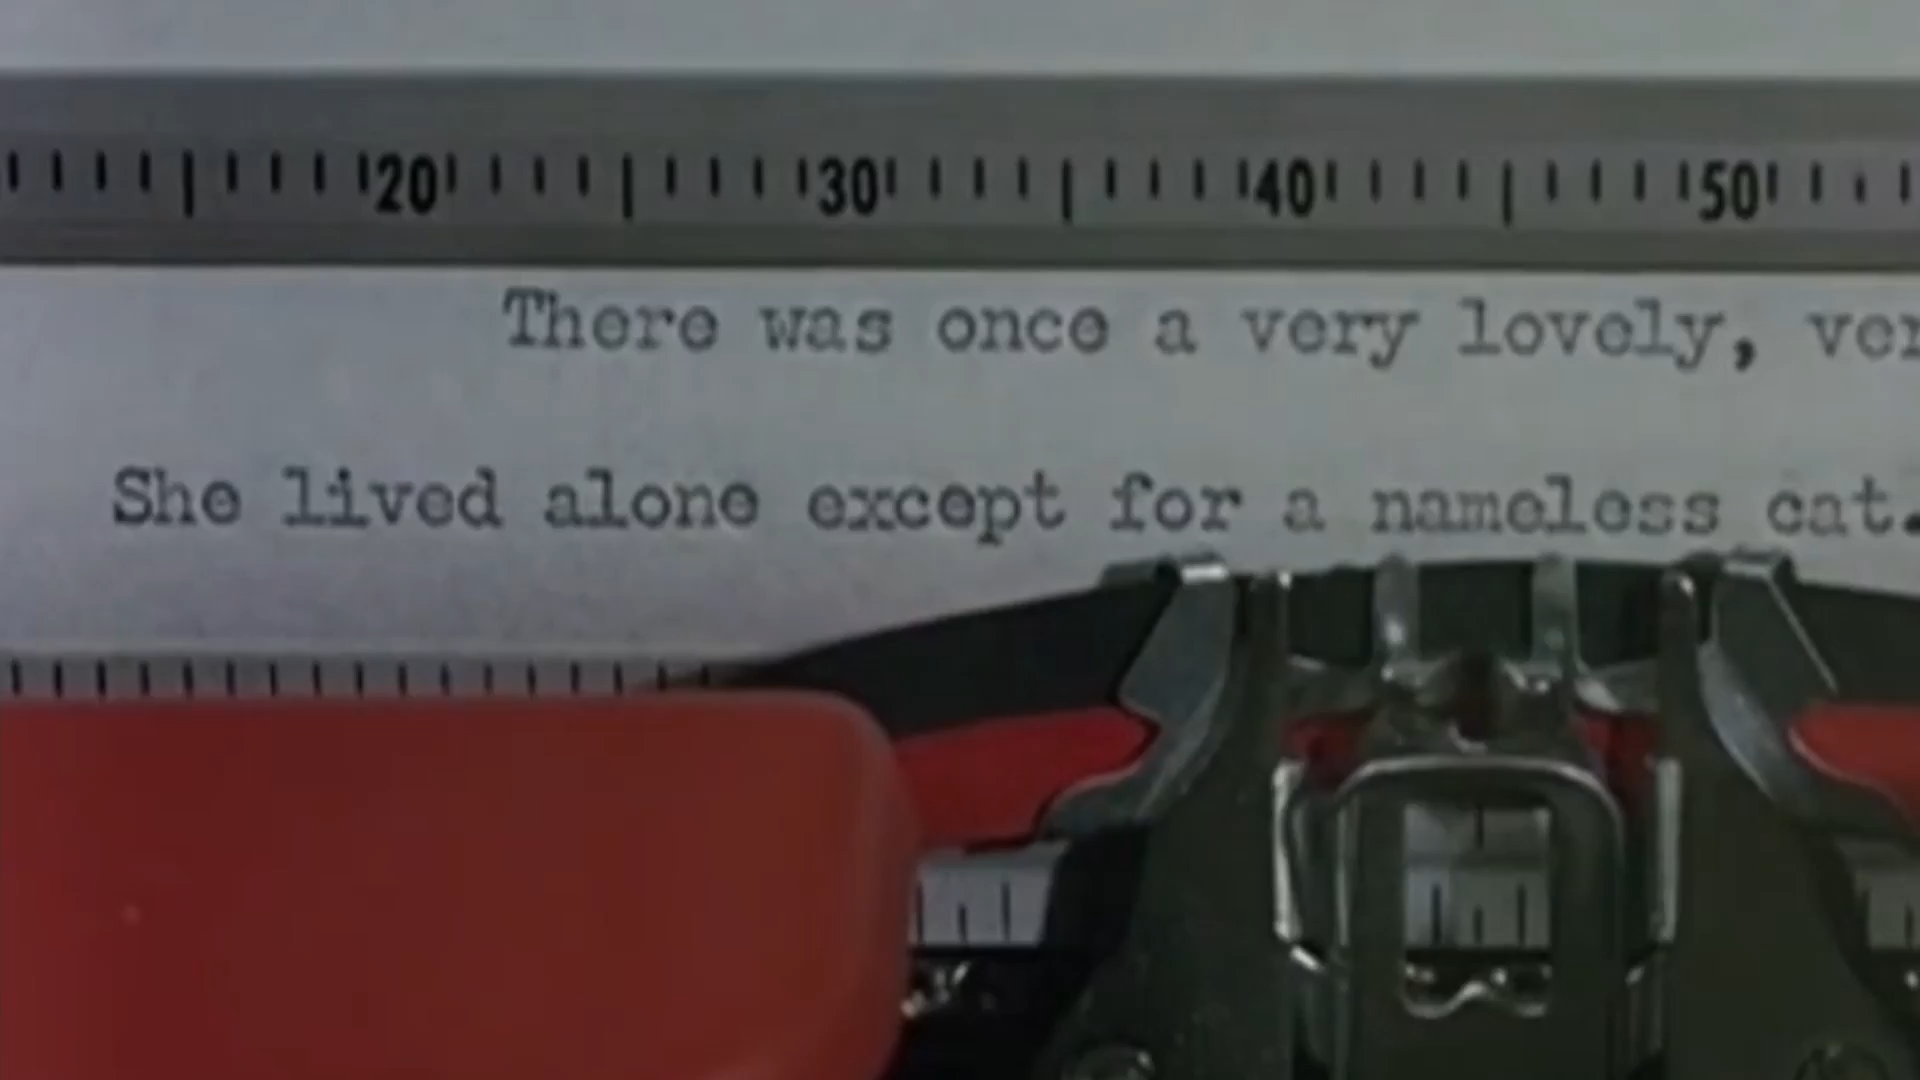 20 30 40 50
There was once a very lovely, ver
She lived alone except for a nameless cat.